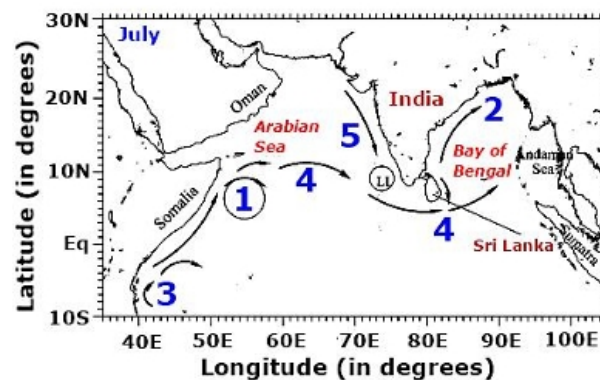 30N
July
Oman
India
20N
2
Arabian
Sea
5
Bay of
Bengal
Andaman
Sea
10N
4
Ll
1
Somalia
4
Eq
Sri Lanka
Sumatra
3
10S
40E 50E 60E 70E 80E 90E 100E
Latitude (in degrees)
Longitude (in degrees)